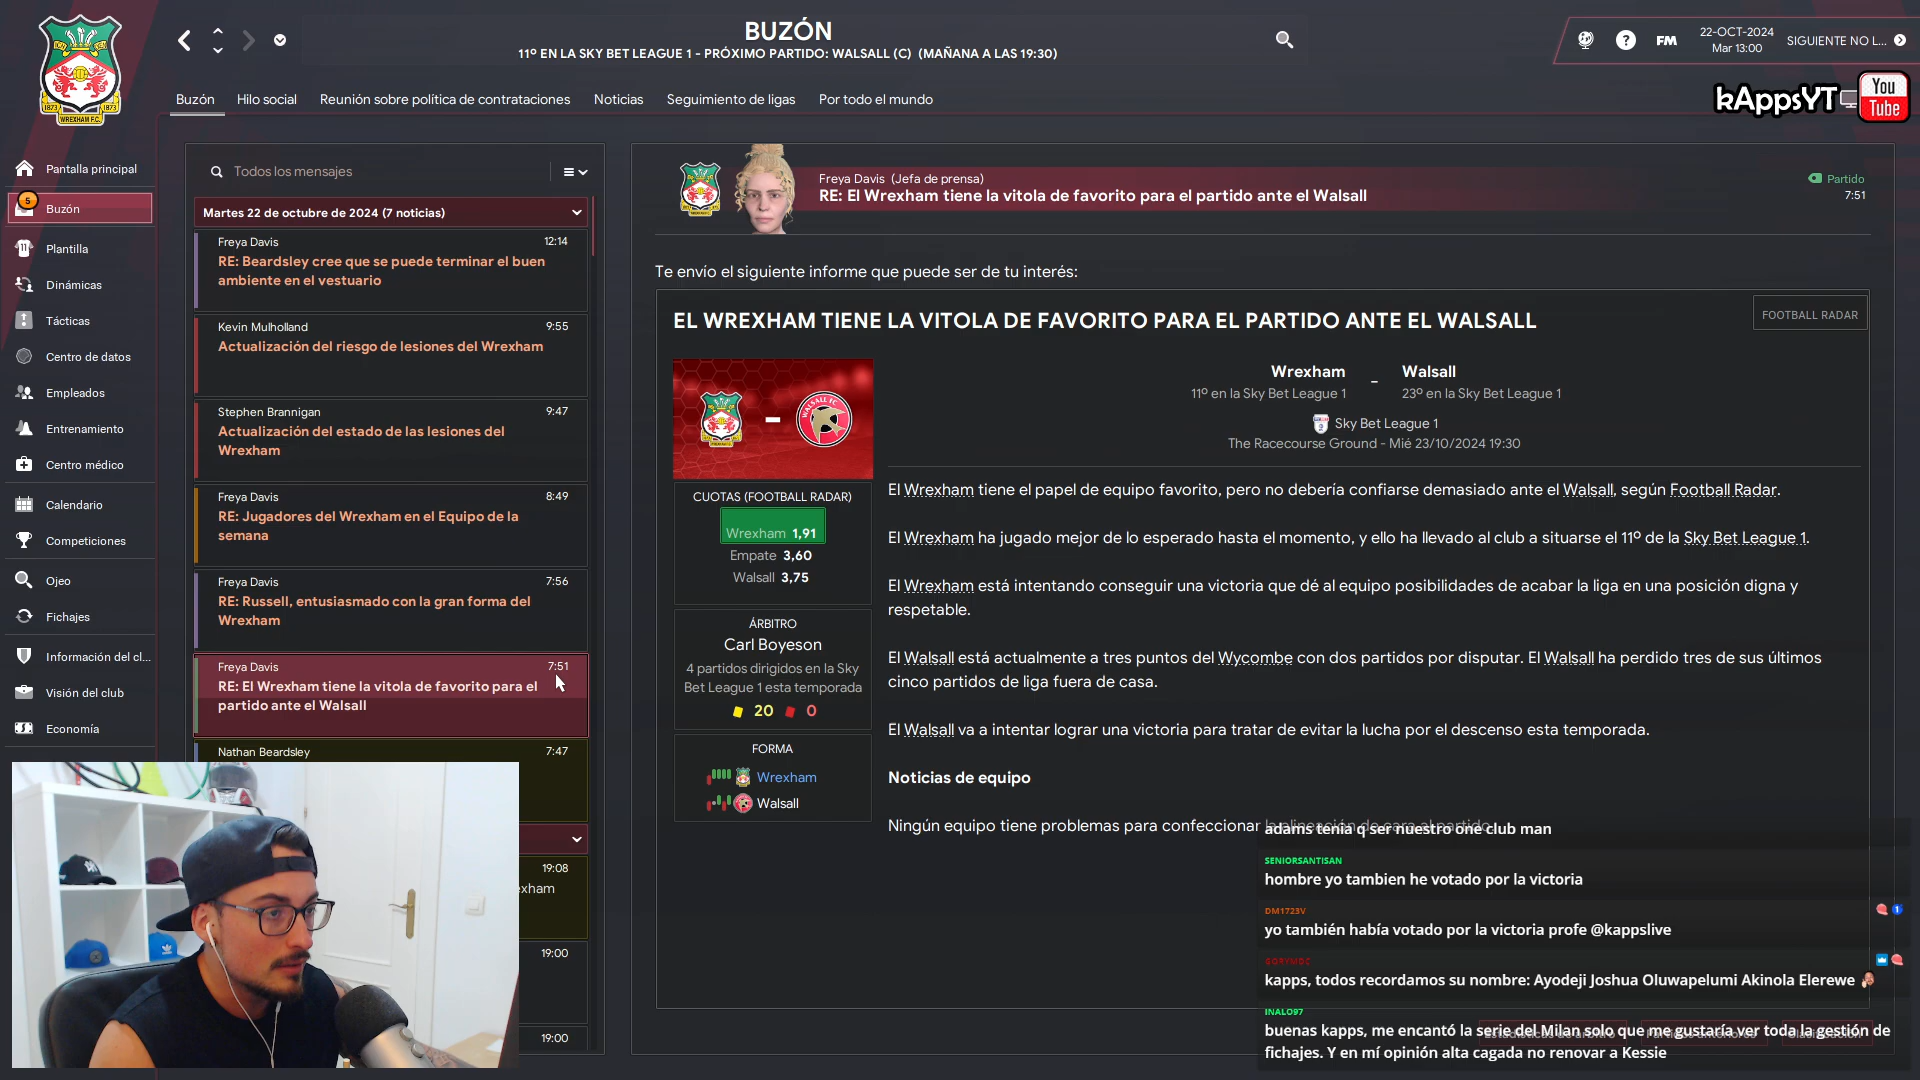 BUZÓN
11º EN LA SKY BET LEAGUE 1 - PRÓXIMO PARTIDO: WALSALL (C) (MAÑANA A LAS 19:30)
FM
22-OCT-2024
Mar 13:00
SIGUIENTE NO L...
1873 1873
WREXHAM F.C.
Buzón
Hilo social
Reunión sobre política de contrataciones
Noticias
Seguimiento de ligas
Por todo el mundo
kAppsYT
You
Tube
Pantalla principal
5
Buzón
Plantilla
Dinámicas
Tácticas
Centro de datos
Empleados
Entrenamiento
Centro médico
Calendario
Competiciones
Ojeo
Fichajes
Información del cl...
Visión del club
Economía
Todos los mensajes
Martes 22 de octubre de 2024 (7 noticias)
Freya Davis 12:14
RE: Beardsley cree que se puede terminar el buen
ambiente en el vestuario
Kevin Mulholland 9:55
Actualización del riesgo de lesiones del Wrexham
Stephen Brannigan 9:47
Actualización del estado de las lesiones del
Wrexham
Freya Davis 8:49
RE: Jugadores del Wrexham en el Equipo de la
semana
Freya Davis 7:56
RE: Russell, entusiasmado con la gran forma del
Wrexham
Freya Davis 7:51
RE: El Wrexham tiene la vitola de favorito para el
partido ante el Walsall
Nathan Beardsley 7:47
19:08
exham
19:00
19:00
Freya Davis (Jefa de prensa)
RE: El Wrexham tiene la vitola de favorito para el partido ante el Walsall
Partido
7:51
Te envío el siguiente informe que puede ser de tu interés:
EL WREXHAM TIENE LA VITOLA DE FAVORITO PARA EL PARTIDO ANTE EL WALSALL
FOOTBALL RADAR
Wrexham - Walsall
11º en la Sky Bet League 1 23º en la Sky Bet League 1
Sky Bet League 1
The Racecourse Ground - Mié 23/10/2024 19:30
CUOTAS (FOOTBALL RADAR)
Wrexham 1,91
Empate 3,60
Walsall 3,75
ÁRBITRO
Carl Boyeson
4 partidos dirigidos en la Sky
Bet League 1 esta temporada
20 0
FORMA
Wrexham
Walsall
El Wrexham tiene el papel de equipo favorito, pero no debería confiarse demasiado ante el Walsall, según Football Radar.
El Wrexham ha jugado mejor de lo esperado hasta el momento, y ello ha llevado al club a situarse el 11º de la Sky Bet League 1.
El Wrexham está intentando conseguir una victoria que dé al equipo posibilidades de acabar la liga en una posición digna y
respetable.
El Walsall está actualmente a tres puntos del Wycombe con dos partidos por disputar. El Walsall ha perdido tres de sus últimos
cinco partidos de liga fuera de casa.
El Walsall va a intentar lograr una victoria para tratar de evitar la lucha por el descenso esta temporada.
Noticias de equipo
Ningún equipo tiene problemas para confeccionar la alineación de cara al partido.
adams tenia q ser nuestro one club man
SENIORSANTISAN
hombre yo tambien he votado por la victoria
DM1723V
yo también había votado por la victoria profe @kappslive
kapps, todos recordamos su nombre: Ayodeji Joshua Oluwapelumi Akinola Elerewe
INALO97
buenas kapps, me encantó la serie del Milan solo que me gustaría ver toda la gestión de
fichajes. Y en mí opinión alta cagada no renovar a Kessie